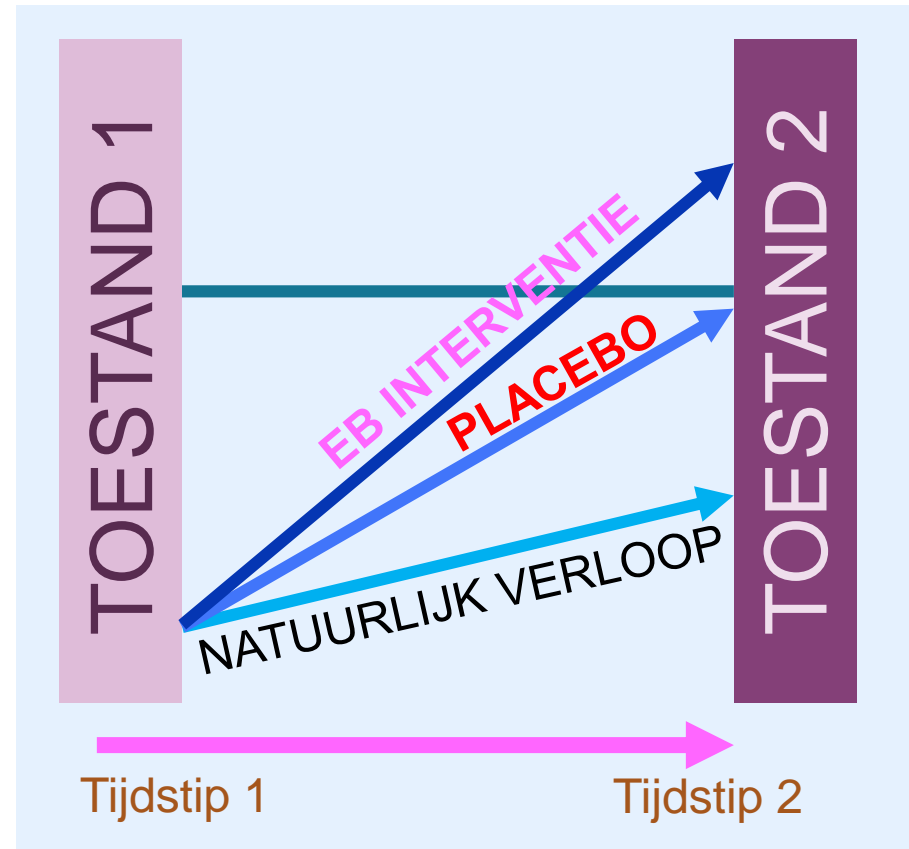 TOESTAND 1
EB INTERVENTIE
PLACEBO
NATUURLIJK VERLOOP
TOESTAND 2
Tijdstip 1
Tijdstip 2